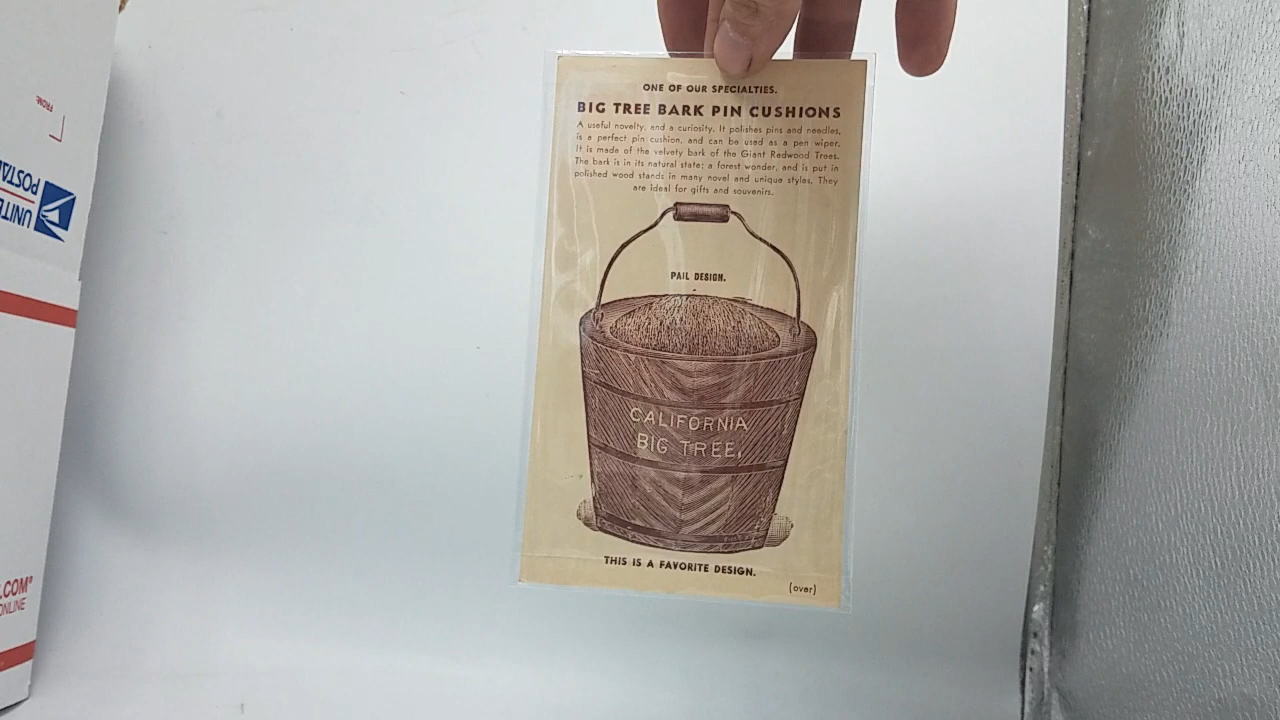 ONE OF OUR SPECIALTIES.
BIG TREE BARK PIN CUSHIONS
A useful novelty, and a curiosity. It polishes pins and needles,
is a perfect pin cushion, and can be used as a pen wiper.
It is made of the velvety bark of the Giant Redwood Trees.
The bark is in its natural state; a forest wonder, and is put in
polished wood stands in many novel and unique styles. They
are ideal for gifts and souvenirs.
PAIL DESIGN.
CALIFORNIA
BIG TREE.
THIS IS A FAVORITE DESIGN.
(over)
FROM:
UNITE
POSTA
.COM®
ONLINE